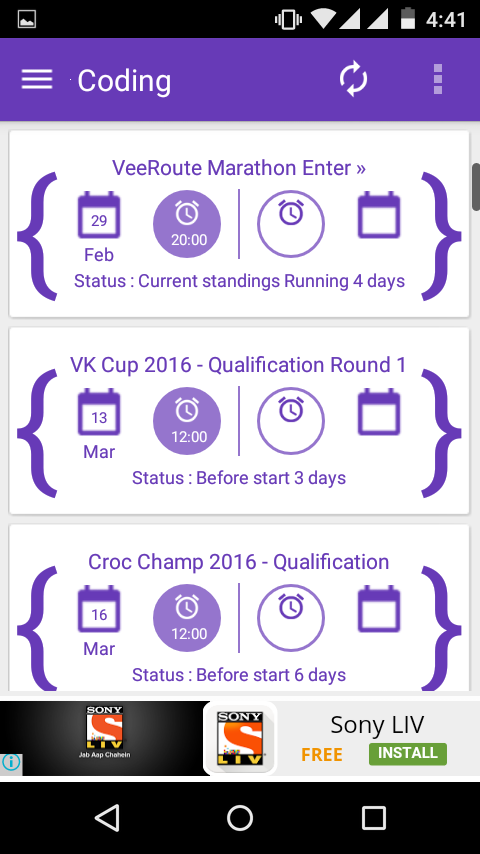 4:41
Coding
VeeRoute Marathon Enter »
29
20:00
Feb
Status : Current standings Running 4 days
VK Cup 2016 - Qualification Round 1
13
12:00
Mar
Status : Before start 3 days
Croc Champ 2016 - Qualification
16
12:00
Mar
Status : Before start 6 days
SONY
LIV
Jab Aap Chahein
SONY
LIV
Sony LIV
FREE
INSTALL